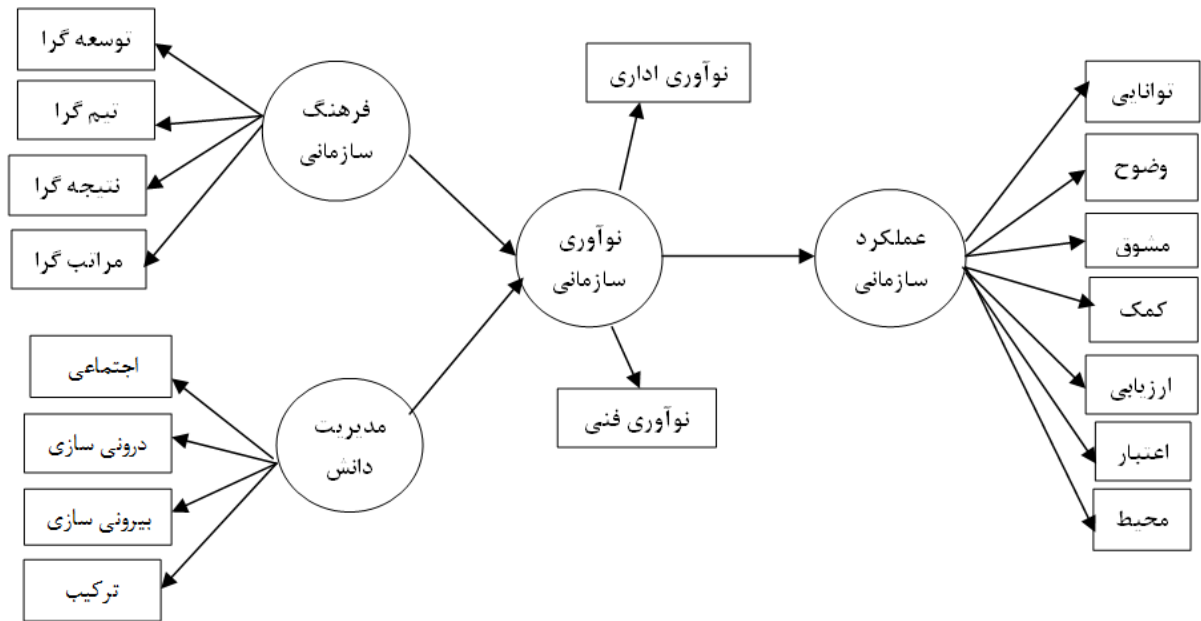 توسعه گرا
تیم گرا
نتیجه گرا
مراتب گرا
فرهنگ
سازمانی
اجتماعی
درونی سازی
بیرونی سازی
ترکیب
مدیریت
دانش
نوآوری اداری
نوآوری
سازمانی
نوآوری فنی
عملکرد
سازمانی
توانایی
وضوح
مشوق
کمک
ارزیابی
اعتبار
محیط